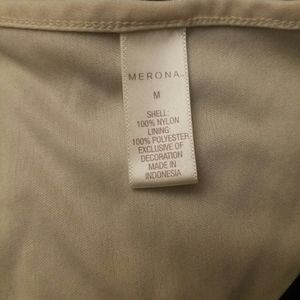 MERONA
M
SHELL:
100% NYLON
LINING:
100% POLYESTER
EXCLUSIVE OF
DECORATION
MADE IN
INDONESIA